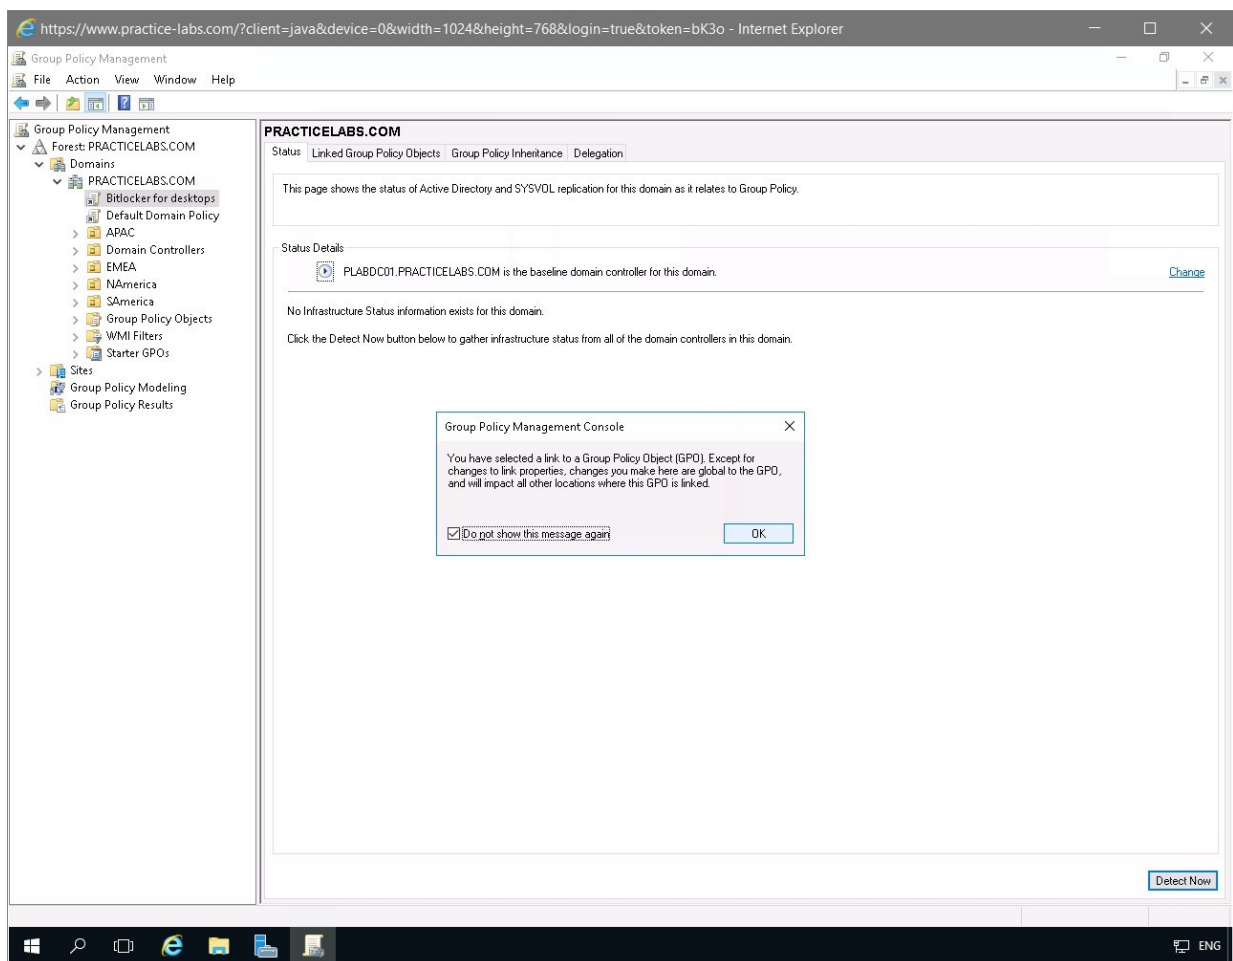 https://www.practice-labs.com/?client=java&device=0&width=1024&height=768&login=true&token=bK3o - Internet Explorer
Group Policy Management
File Action View Window Help
Group Policy Management
Forest: PRACTICELABS.COM
Domains
PRACTICELABS.COM
Bitlocker for desktops
Default Domain Policy
APAC
Domain Controllers
EMEA
NAmerica
SAmerica
Group Policy Objects
WMI Filters
Starter GPOs
Sites
Group Policy Modeling
Group Policy Results
PRACTICELABS.COM
Status Linked Group Policy Objects Group Policy Inheritance Delegation
This page shows the status of Active Directory and SYSVOL replication for this domain as it relates to Group Policy.
Status Details
PLABDC01.PRACTICELABS.COM is the baseline domain controller for this domain. Change
No Infrastructure Status information exists for this domain.
Click the Detect Now button below to gather infrastructure status from all of the domain controllers in this domain.
Group Policy Management Console
You have selected a link to a Group Policy Object (GPO). Except for
changes to link properties, changes you make here are global to the GPO,
and will impact all other locations where this GPO is linked.
Do not show this message again OK
Detect Now
ENG